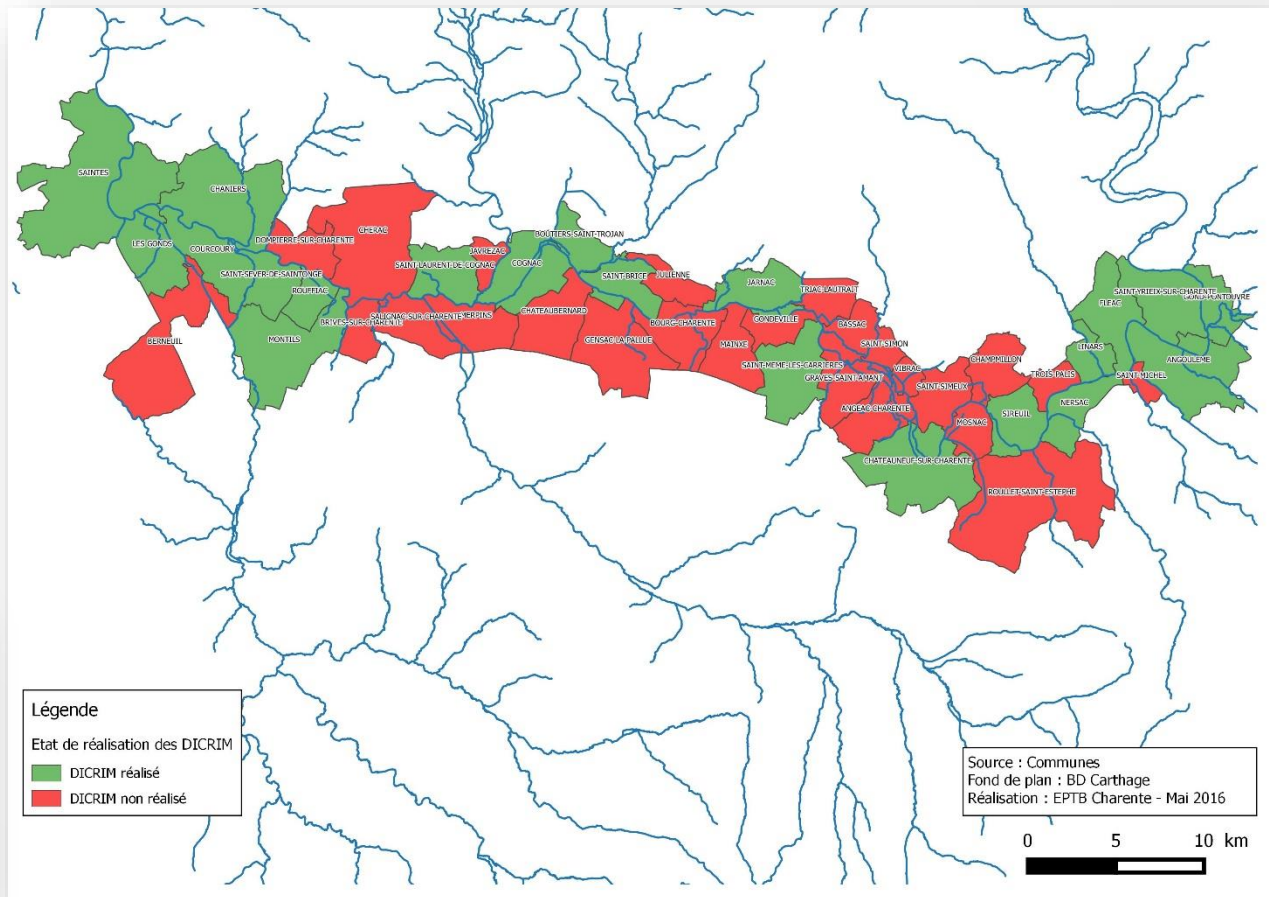 SAINTES
CHANIERS
LES GONDS
COURCOURY
DOMPIERRE-SUR-CHARENTE
CHERAC
SAINT-SEVER-DE-SAINTONGE
ROUFFIAC
BERNEUIL
MONTILS
BRIVES-SUR-CHARENTE
SALIGNAC-SUR-CHARENTE
MERPINS
SAINT-LAURENT-DE-COGNAC
JAVREZAC
COGNAC
BOUTIERS-SAINT-TROJAN
SAINT-BRICE
JULIENNE
CHATEAUBERNARD
GENSAC-LA-PALLUE
BOURG-CHARENTE
MAINXE
JARNAC
GONDEVILLE
TRIAC-LAUTRAIT
BASSAC
SAINT-SIMON
SAINT-MEME-LES-CARRIERES
GRAVES-SAINT-AMANT
VIBRAC
ANGEAC-CHARENTE
SAINT-SIMEUX
CHAMPMILLON
CHATEAUNEUF-SUR-CHARENTE
MOSNAC
SIREUIL
TROIS-PALIS
NERSAC
ROULLET-SAINT-ESTEPHE
LINARS
FLEAC
SAINT-YRIEIX-SUR-CHARENTE
GOND-PONTOUVRE
ANGOULEME
SAINT-MICHEL
Légende
Etat de réalisation des DICRIM
DICRIM réalisé
DICRIM non réalisé
Source : Communes
Fond de plan : BD Carthage
Réalisation : EPTB Charente - Mai 2016
0 5 10 km